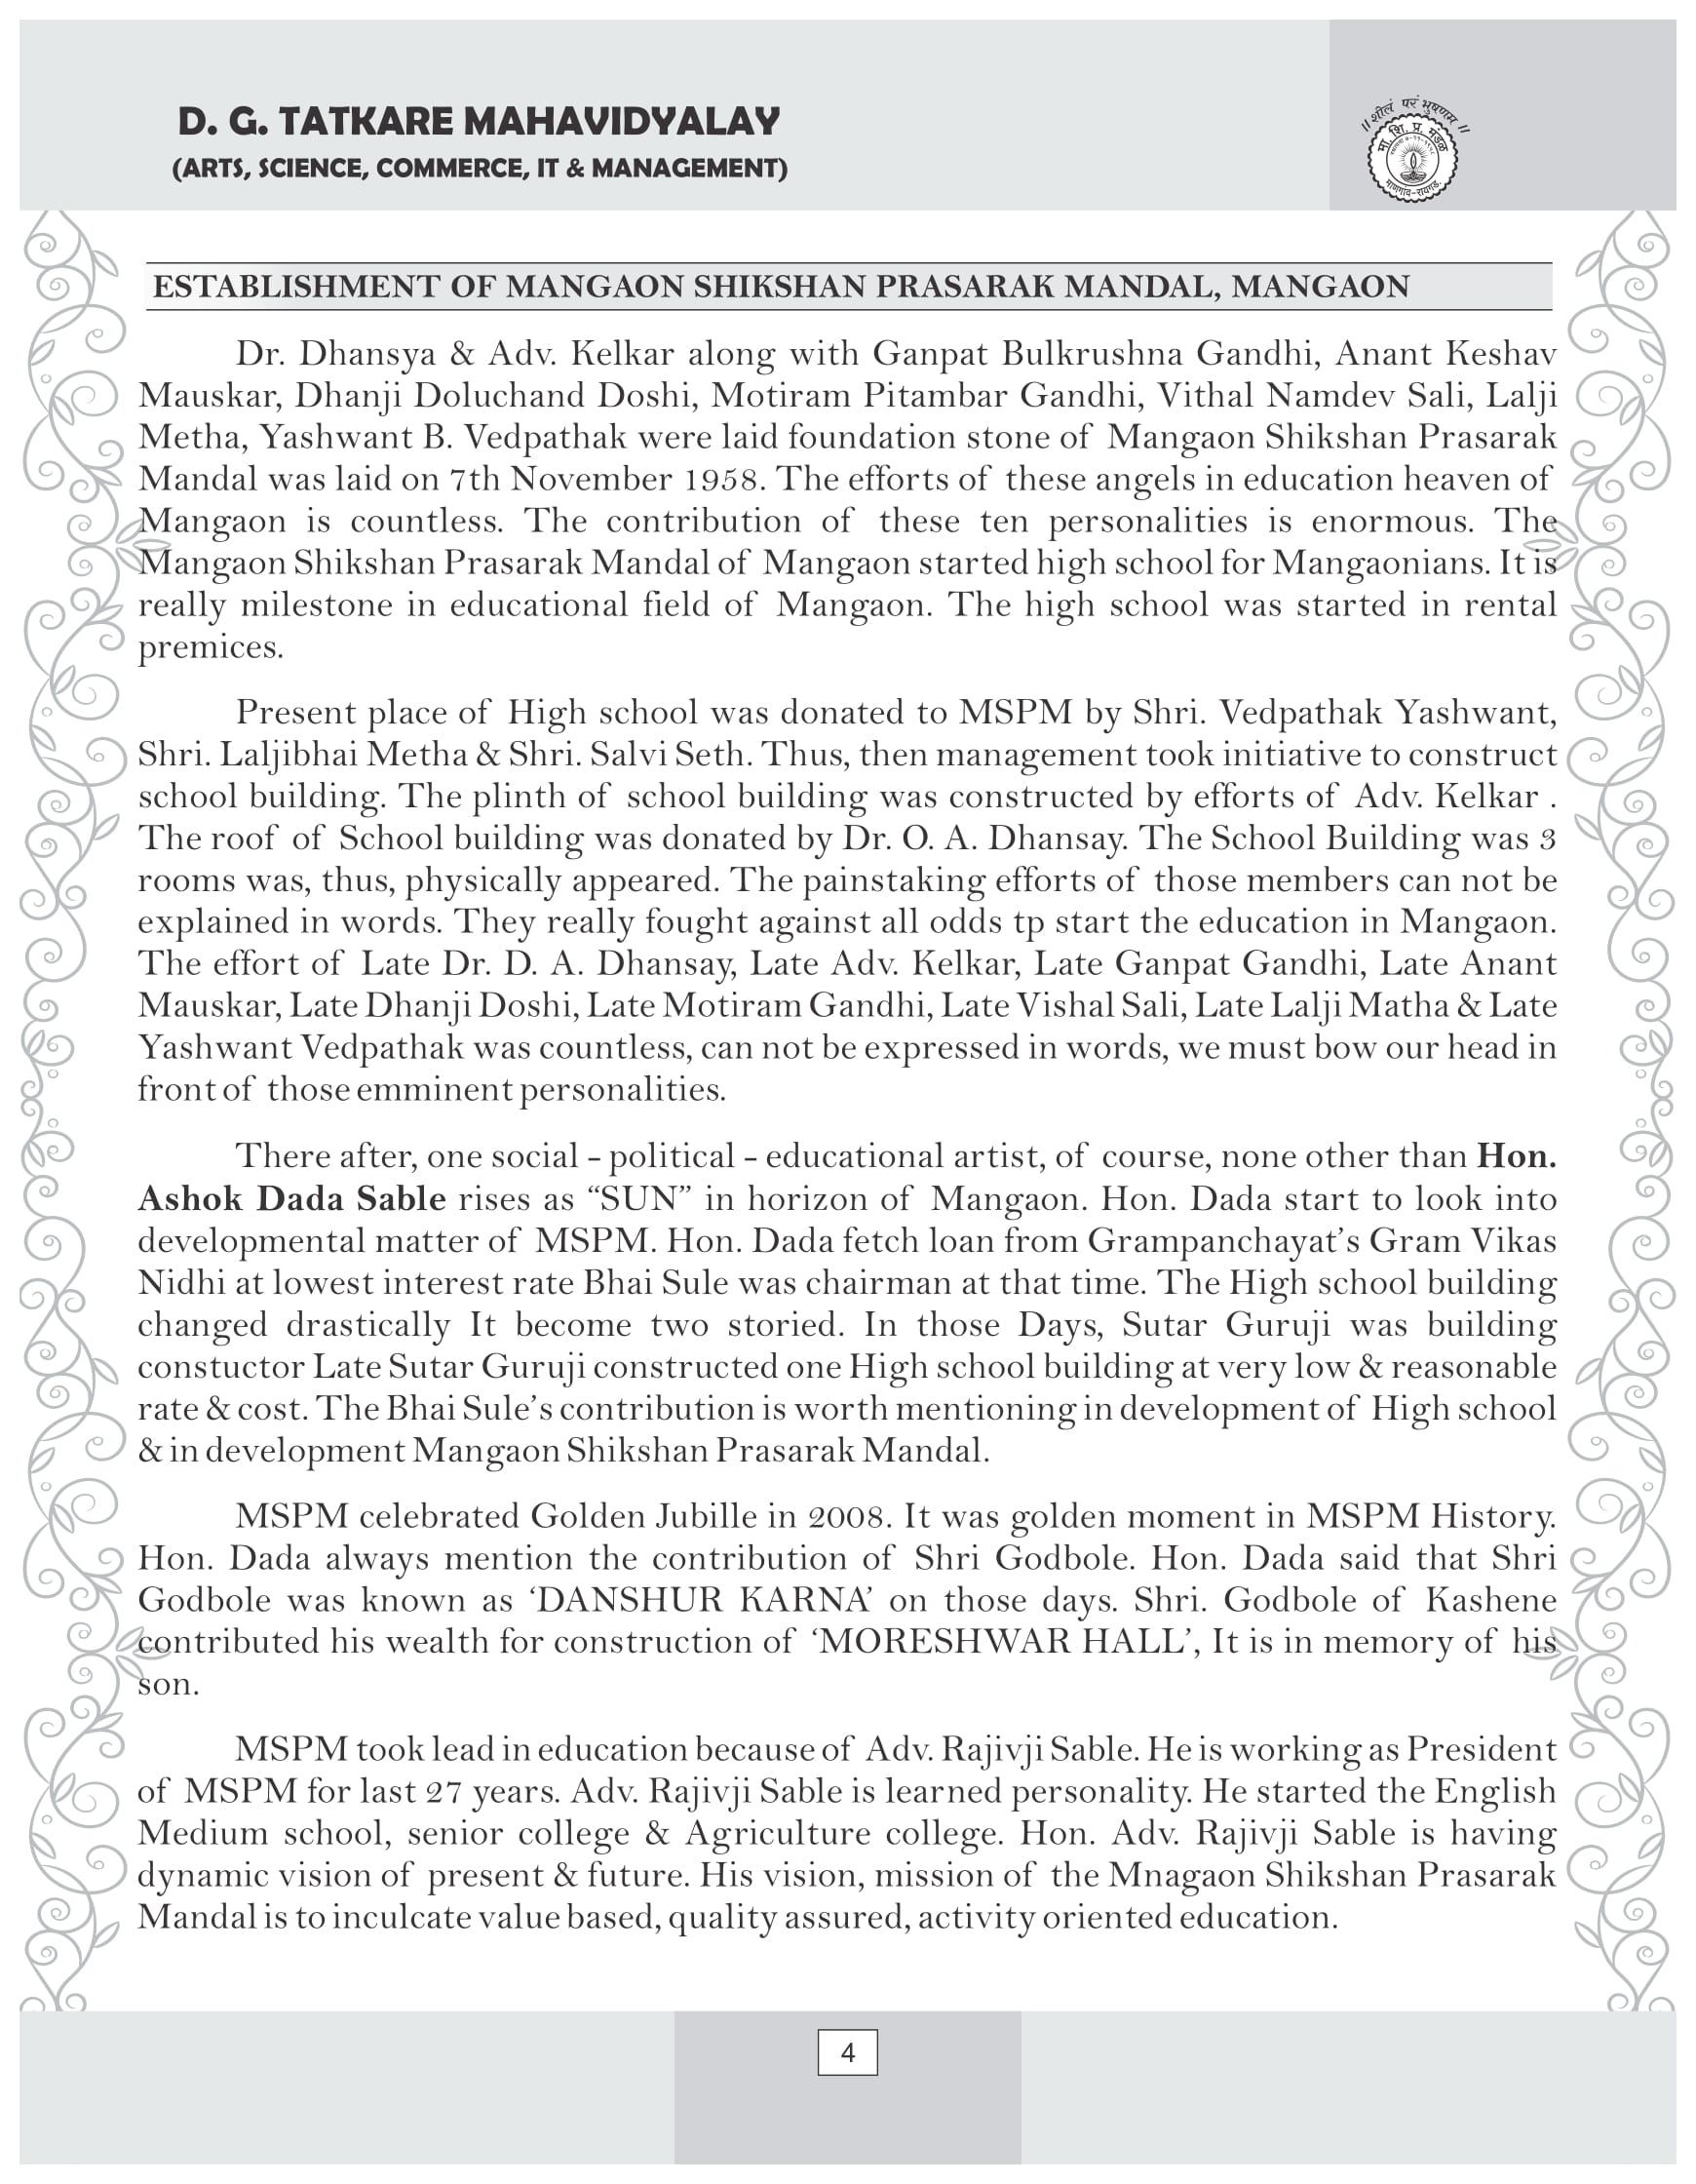 D. G. TATKARE MAHAVIDYALAY
(ARTS, SCIENCE, COMMERCE, IT & MANAGEMENT)
॥ शीलं परं भुषणम ॥
मा. शि. प्र. मंडळ
माणगाव-रायगड.
ESTABLISHMENT OF MANGAON SHIKSHAN PRASARAK MANDAL, MANGAON
Dr. Dhansya & Adv. Kelkar along with Ganpat Bulkrushna Gandhi, Anant Keshav
Mauskar, Dhanji Doluchand Doshi, Motiram Pitambar Gandhi, Vithal Namdev Sali, Lalji
Metha, Yashwant B. Vedpathak were laid foundation stone of Mangaon Shikshan Prasarak
Mandal was laid on 7th November 1958. The efforts of these angels in education heaven of
Mangaon is countless. The contribution of these ten personalities is enormous. The
Mangaon Shikshan Prasarak Mandal of Mangaon started high school for Mangaonians. It is
really milestone in educational field of Mangaon. The high school was started in rental
premices.
Present place of High school was donated to MSPM by Shri. Vedpathak Yashwant,
Shri. Laljibhai Metha & Shri. Salvi Seth. Thus, then management took initiative to construct
school building. The plinth of school building was constructed by efforts of Adv. Kelkar .
The roof of School building was donated by Dr. O. A. Dhansay. The School Building was 3
rooms was, thus, physically appeared. The painstaking efforts of those members can not be
explained in words. They really fought against all odds tp start the education in Mangaon.
The effort of Late Dr. D. A. Dhansay, Late Adv. Kelkar, Late Ganpat Gandhi, Late Anant
Mauskar, Late Dhanji Doshi, Late Motiram Gandhi, Late Vishal Sali, Late Lalji Matha & Late
Yashwant Vedpathak was countless, can not be expressed in words, we must bow our head in
front of those emminent personalities.
There after, one social - political - educational artist, of course, none other than Hon.
Ashok Dada Sable rises as “SUN” in horizon of Mangaon. Hon. Dada start to look into
developmental matter of MSPM. Hon. Dada fetch loan from Grampanchayat’s Gram Vikas
Nidhi at lowest interest rate Bhai Sule was chairman at that time. The High school building
changed drastically It become two storied. In those Days, Sutar Guruji was building
constuctor Late Sutar Guruji constructed one High school building at very low & reasonable
rate & cost. The Bhai Sule’s contribution is worth mentioning in development of High school
& in development Mangaon Shikshan Prasarak Mandal.
MSPM celebrated Golden Jubille in 2008. It was golden moment in MSPM History.
Hon. Dada always mention the contribution of Shri Godbole. Hon. Dada said that Shri
Godbole was known as ‘DANSHUR KARNA’ on those days. Shri. Godbole of Kashene
contributed his wealth for construction of ‘MORESHWAR HALL’, It is in memory of his
son.
MSPM took lead in education because of Adv. Rajivji Sable. He is working as President
of MSPM for last 27 years. Adv. Rajivji Sable is learned personality. He started the English
Medium school, senior college & Agriculture college. Hon. Adv. Rajivji Sable is having
dynamic vision of present & future. His vision, mission of the Mnagaon Shikshan Prasarak
Mandal is to inculcate value based, quality assured, activity oriented education.
4